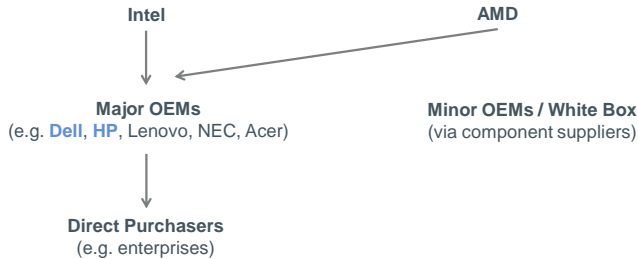 Intel
AMD
Major OEMs
(e.g. Dell, HP, Lenovo, NEC, Acer)
Minor OEMs / White Box
(via component suppliers)
Direct Purchasers
(e.g. enterprises)